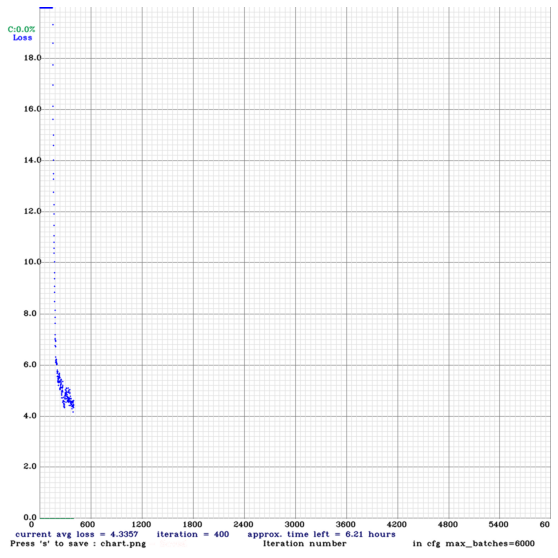 C:0.0%
Loss
18.0
16.0
14.0
12.0
10.0
8.0
6.0
4.0
2.0
0.0
0 600 1200 1800 2400 3000 3600 4200 4800 5400 60
current avg loss = 4.3357 iteration = 400 approx. time left = 6.21 hours
Press 's' to save : chart.png Iteration number in cfg max_batches=6000